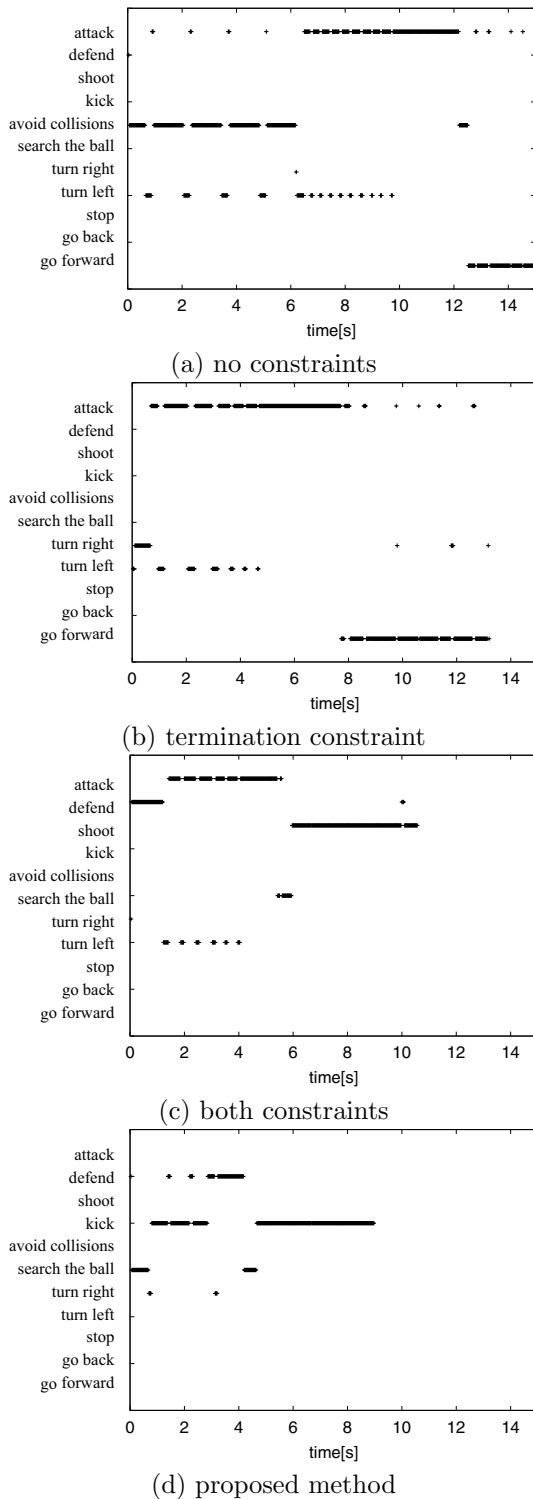 attack
defend
shoot
kick
avoid collisions
search the ball
turn right
turn left
stop
go back
go forward
0 2 4 6 8 10 12 14
time[s]
(a) no constraints
attack
defend
shoot
kick
avoid collisions
search the ball
turn right
turn left
stop
go back
go forward
0 2 4 6 8 10 12 14
time[s]
(b) termination constraint
attack
defend
shoot
kick
avoid collisions
search the ball
turn right
turn left
stop
go back
go forward
0 2 4 6 8 10 12 14
time[s]
(c) both constraints
attack
defend
shoot
kick
avoid collisions
search the ball
turn right
turn left
stop
go back
go forward
0 2 4 6 8 10 12 14
time[s]
(d) proposed method